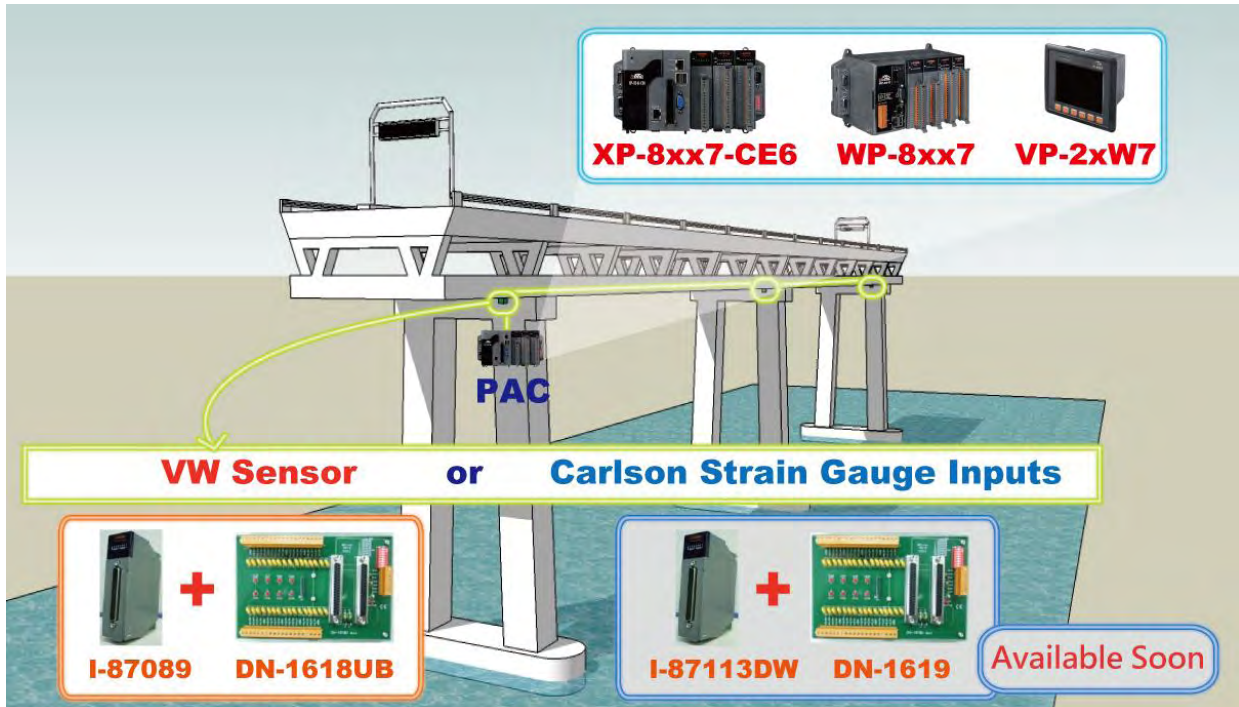 XP-8xx7-CE6 WP-8xx7 VP-2xW7
PAC
VW Sensor or Carlson Strain Gauge Inputs
I-87089 + DN-1618UB
I-87113DW + DN-1619
Available Soon